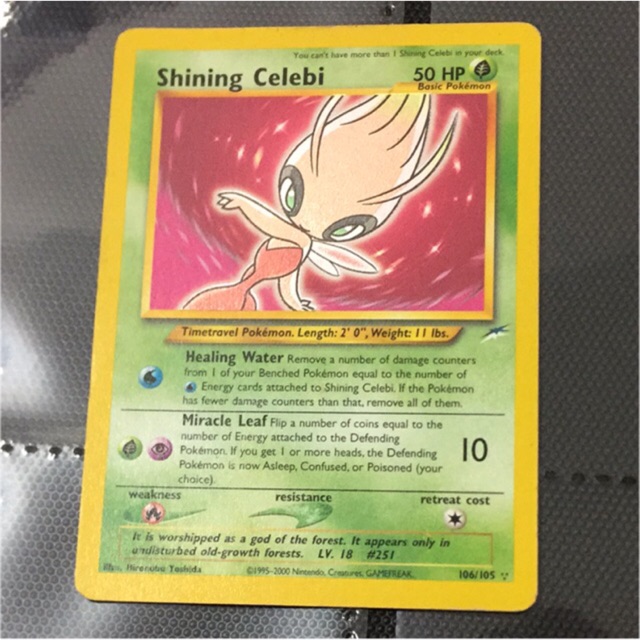 You can't have more than 1 Shining Celebi in your deck.
Shining Celebi
50 HP
Basic Pokémon
Timetravel Pokémon. Length: 2' 0", Weight: 11 lbs.
Healing Water Remove a number of damage counters
from 1 of your Benched Pokémon equal to the number of
Energy cards attached to Shining Celebi. If the Pokémon
has fewer damage counters than that, remove all of them.
Miracle Leaf Flip a number of coins equal to the
number of Energy attached to the Defending
Pokémon. If you get 1 or more heads, the Defending
Pokémon is now Asleep, Confused, or Poisoned (your
choice).
10
weakness
resistance
retreat cost
It is worshipped as a god of the forest. It appears only in
undisturbed old-growth forests. LV. 18 #251
Illus. Hironobu Yoshida
©1995-2000 Nintendo, Creatures, GAMEFREAK.
106/105